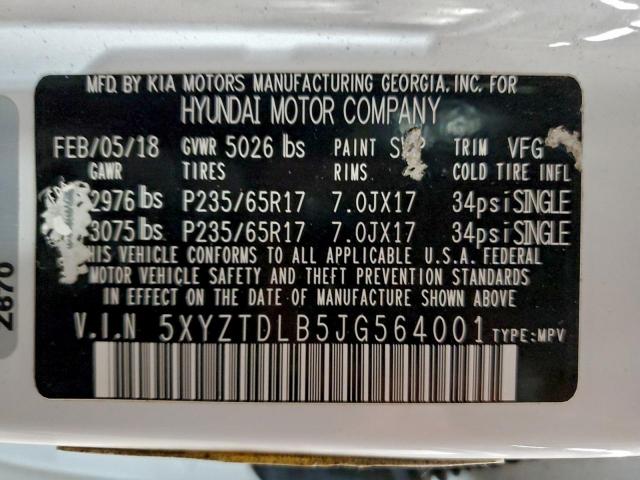 MFD. BY KIA MOTORS MANUFACTURING GEORGIA, INC. FOR
HYUNDAI MOTOR COMPANY
FEB/05/18 GVWR 5026 lbs PAINT TRIM VFG
GAWR TIRES RIMS COLD TIRE INFL
2976 lbs P235/65R17 7.0JX17 34psi SINGLE
3075 lbs P235/65R17 7.0JX17 34psi SINGLE
THIS VEHICLE CONFORMS TO ALL APPLICABLE U.S.A. FEDERAL
MOTOR VEHICLE SAFETY AND THEFT PREVENTION STANDARDS
IN EFFECT ON THE DATE OF MANUFACTURE SHOWN ABOVE.
V.I.N 5XYZTDLB5JG564001 TYPE:MPV